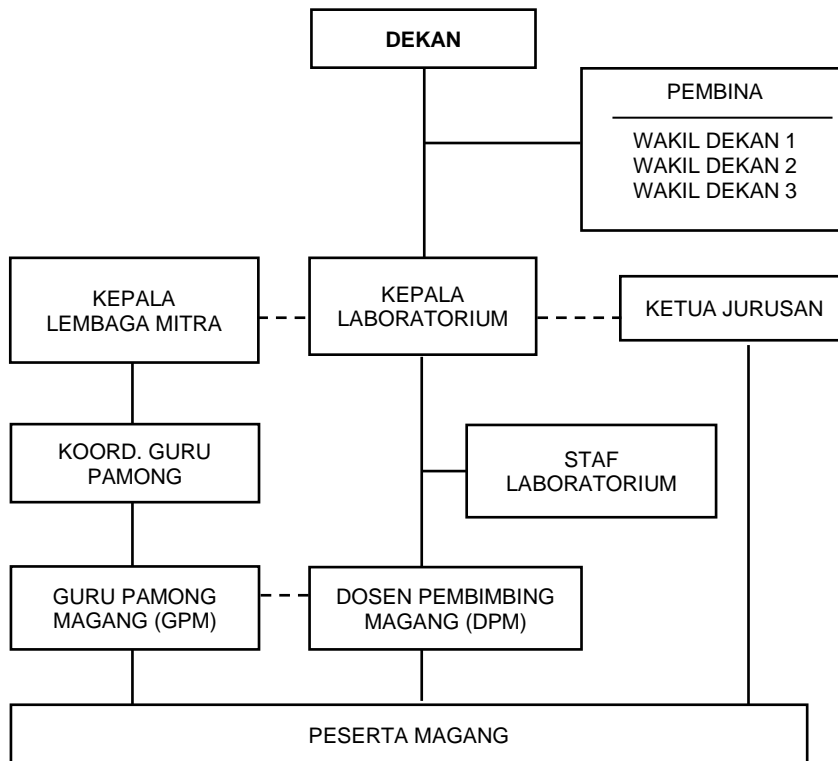 DEKAN
PEMBINA
WAKIL DEKAN 1
WAKIL DEKAN 2
WAKIL DEKAN 3
KEPALA
LEMBAGA MITRA
KEPALA
LABORATORIUM
KETUA JURUSAN
KOORD. GURU
PAMONG
STAF
LABORATORIUM
GURU PAMONG
MAGANG (GPM)
DOSEN PEMBIMBING
MAGANG (DPM)
PESERTA MAGANG